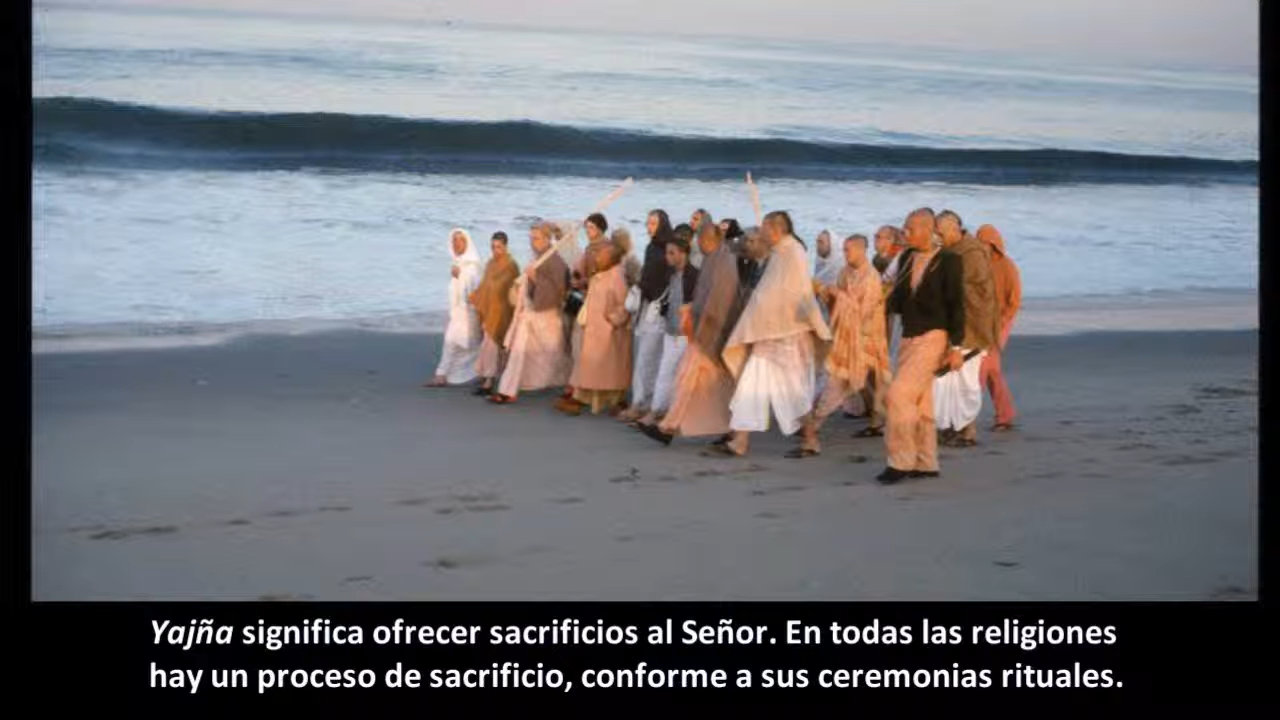 Yajña significa ofrecer sacrificios al Señor. En todas las religiones
hay un proceso de sacrificio, conforme a sus ceremonias rituales.